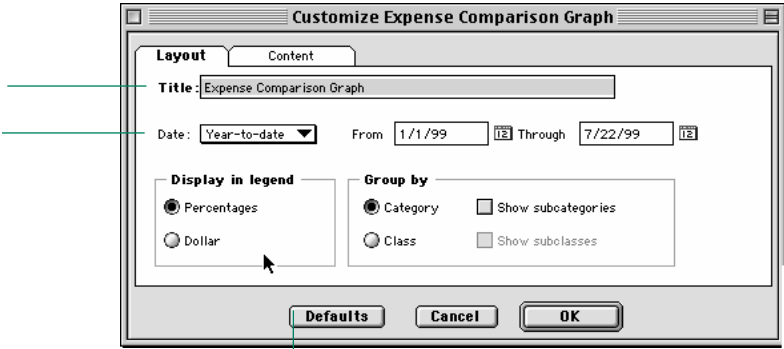 Customize Expense Comparison Graph
Layout Content
Title: Expense Comparison Graph
Date: Year-to-date From 1/1/99 12 Through 7/22/99 12
Display in legend Group by
Percentages Category Show subcategories
Dollar Class Show subclasses
Defaults Cancel OK